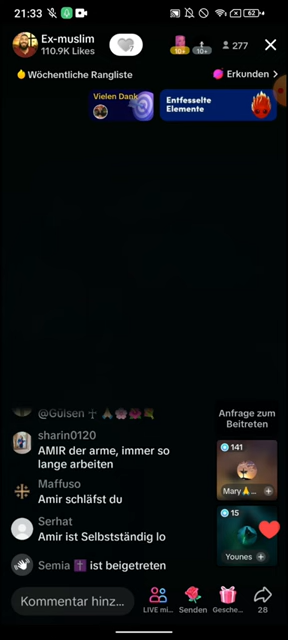 21:33
62
Ex-muslim
110.9K Likes
10+
10+
277
Wöchentliche Rangliste
Erkunden >
Vielen Dank
Entfesselte
Elemente
@Gülsen
Anfrage zum
Beitreten
sharin0120
AMIR der arme, immer so
lange arbeiten
141
Maffuso
Amir schläfst du
Mary🙏...
Serhat
Amir ist Selbstständig lo
15
Younes
Semia ✝️ ist beigetreten
Kommentar hinz...
LIVE mi...
Senden
Gesche...
28